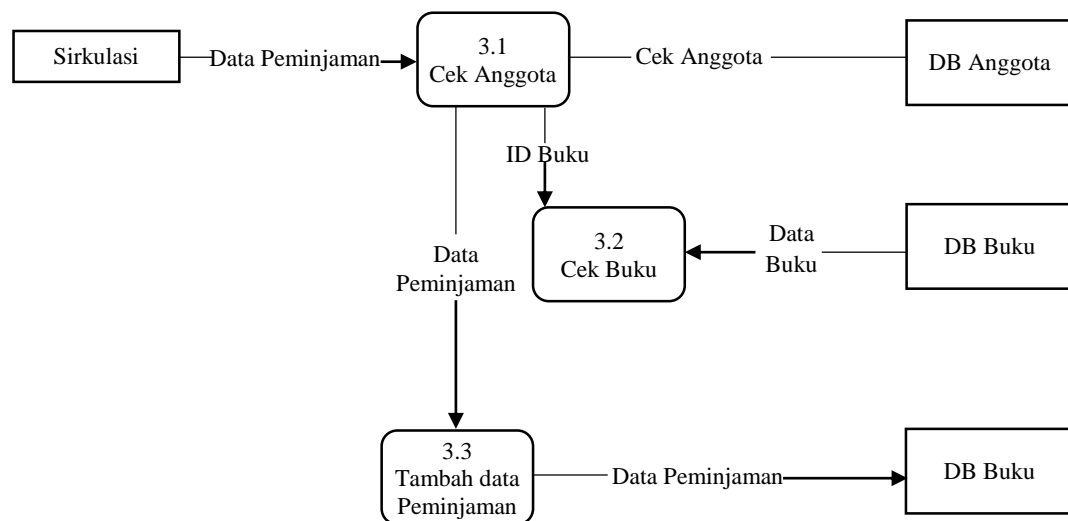 Sirkulasi
Data Peminjaman
3.1
Cek Anggota
Cek Anggota
DB Anggota
ID Buku
3.2
Cek Buku
Data
Buku
DB Buku
Data
Peminjaman
3.3
Tambah data
Peminjaman
Data Peminjaman
DB Buku